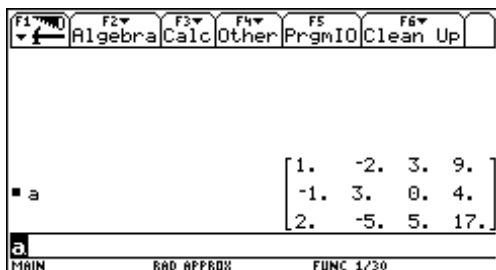 F1 F2 F3 F4 F5 F6
Algebra Calc Other PrgmIO Clean Up
1. -2. 3. 9.
a -1. 3. 0. 4.
2. -5. 5. 17.
a
MAIN RAD APPROX FUNC 1/30